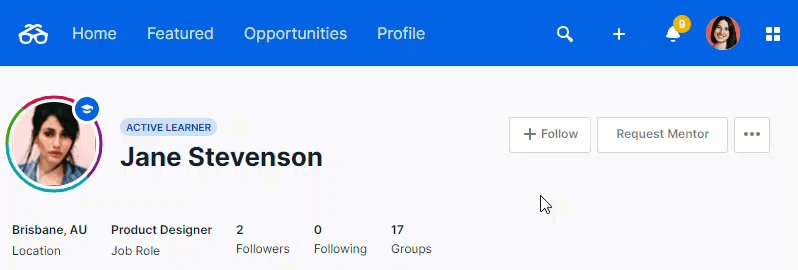 Home Featured Opportunities Profile 9
ACTIVE LEARNER
Jane Stevenson
Follow Request Mentor
Brisbane, AU Product Designer 2 0 17
Location Job Role Followers Following Groups